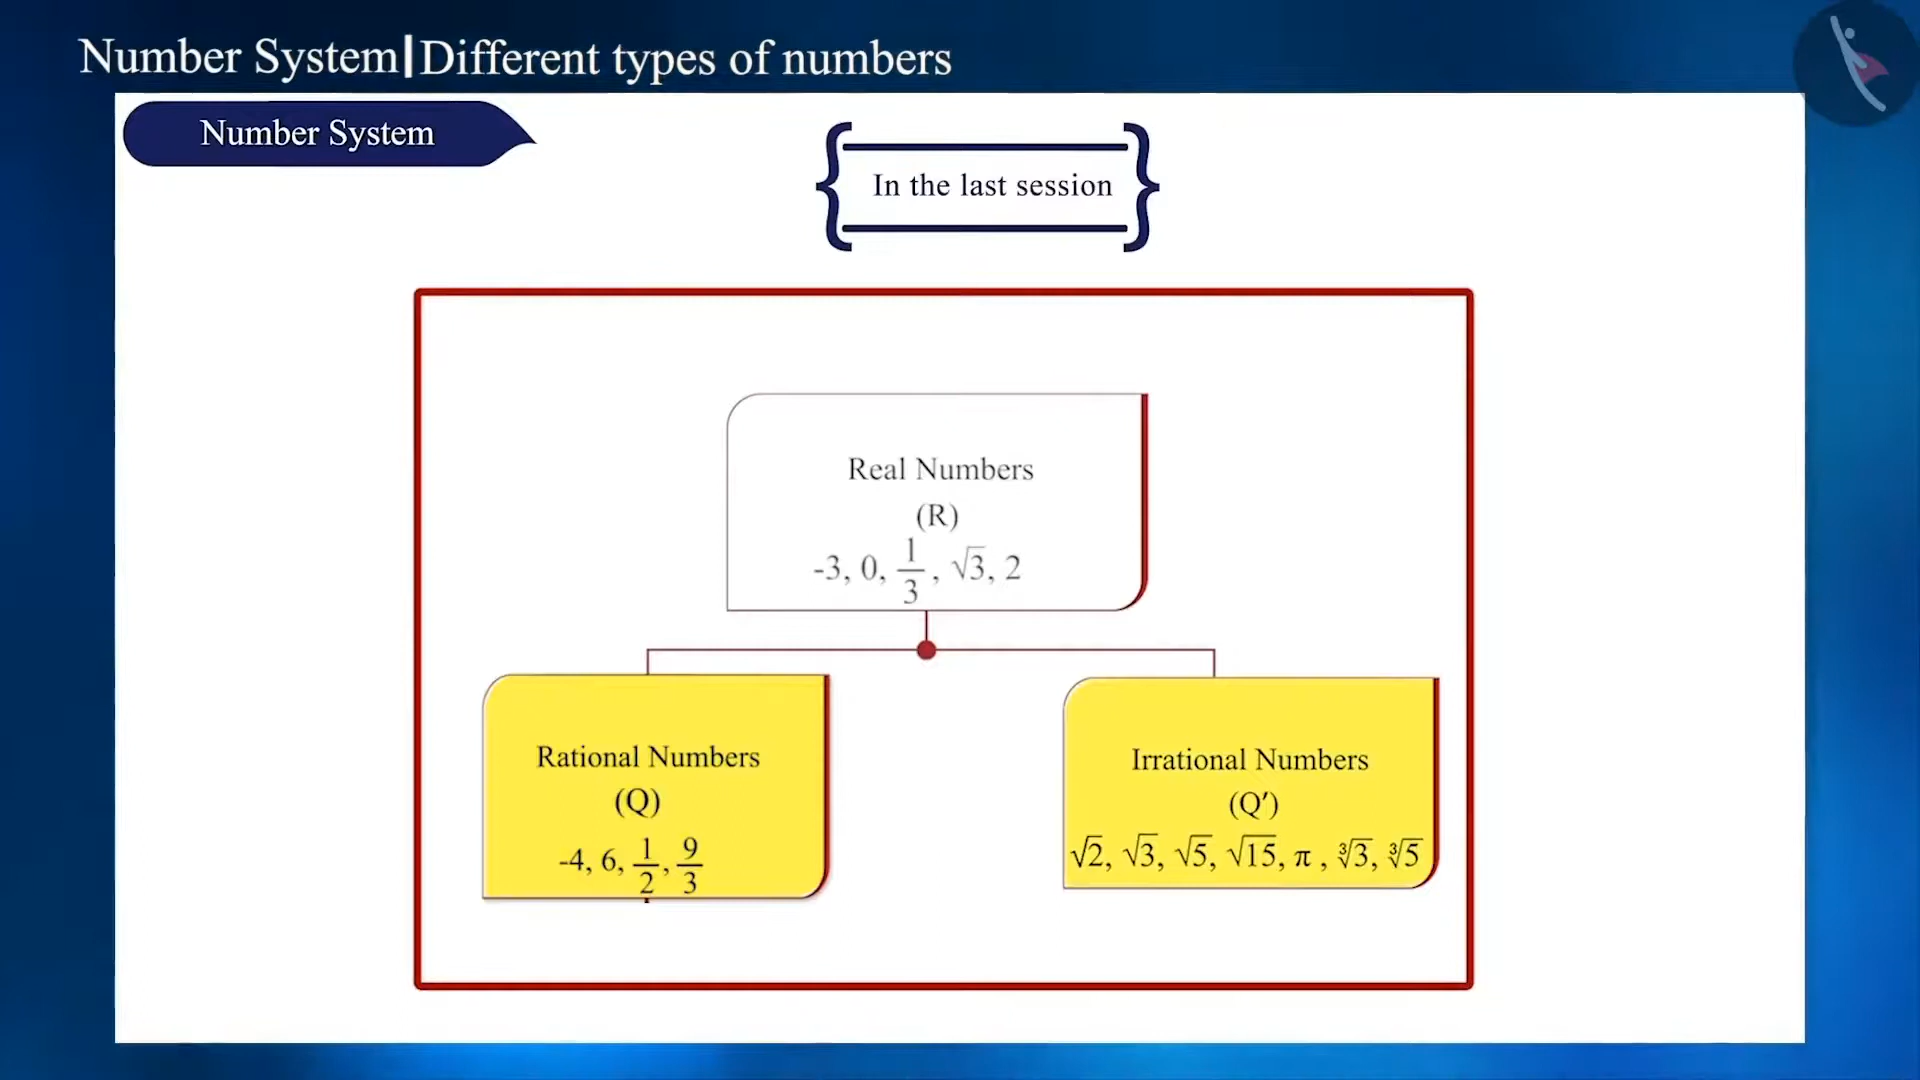 Number System|Different types of numbers
Number System
In the last session
Real Numbers
(R)
-3, 0, 1/3, √3, 2
Rational Numbers
(Q)
-4, 6, 1/2, 9/3
Irrational Numbers
(Q′)
√2, √3, √5, √15, π , ∛3, ∛5